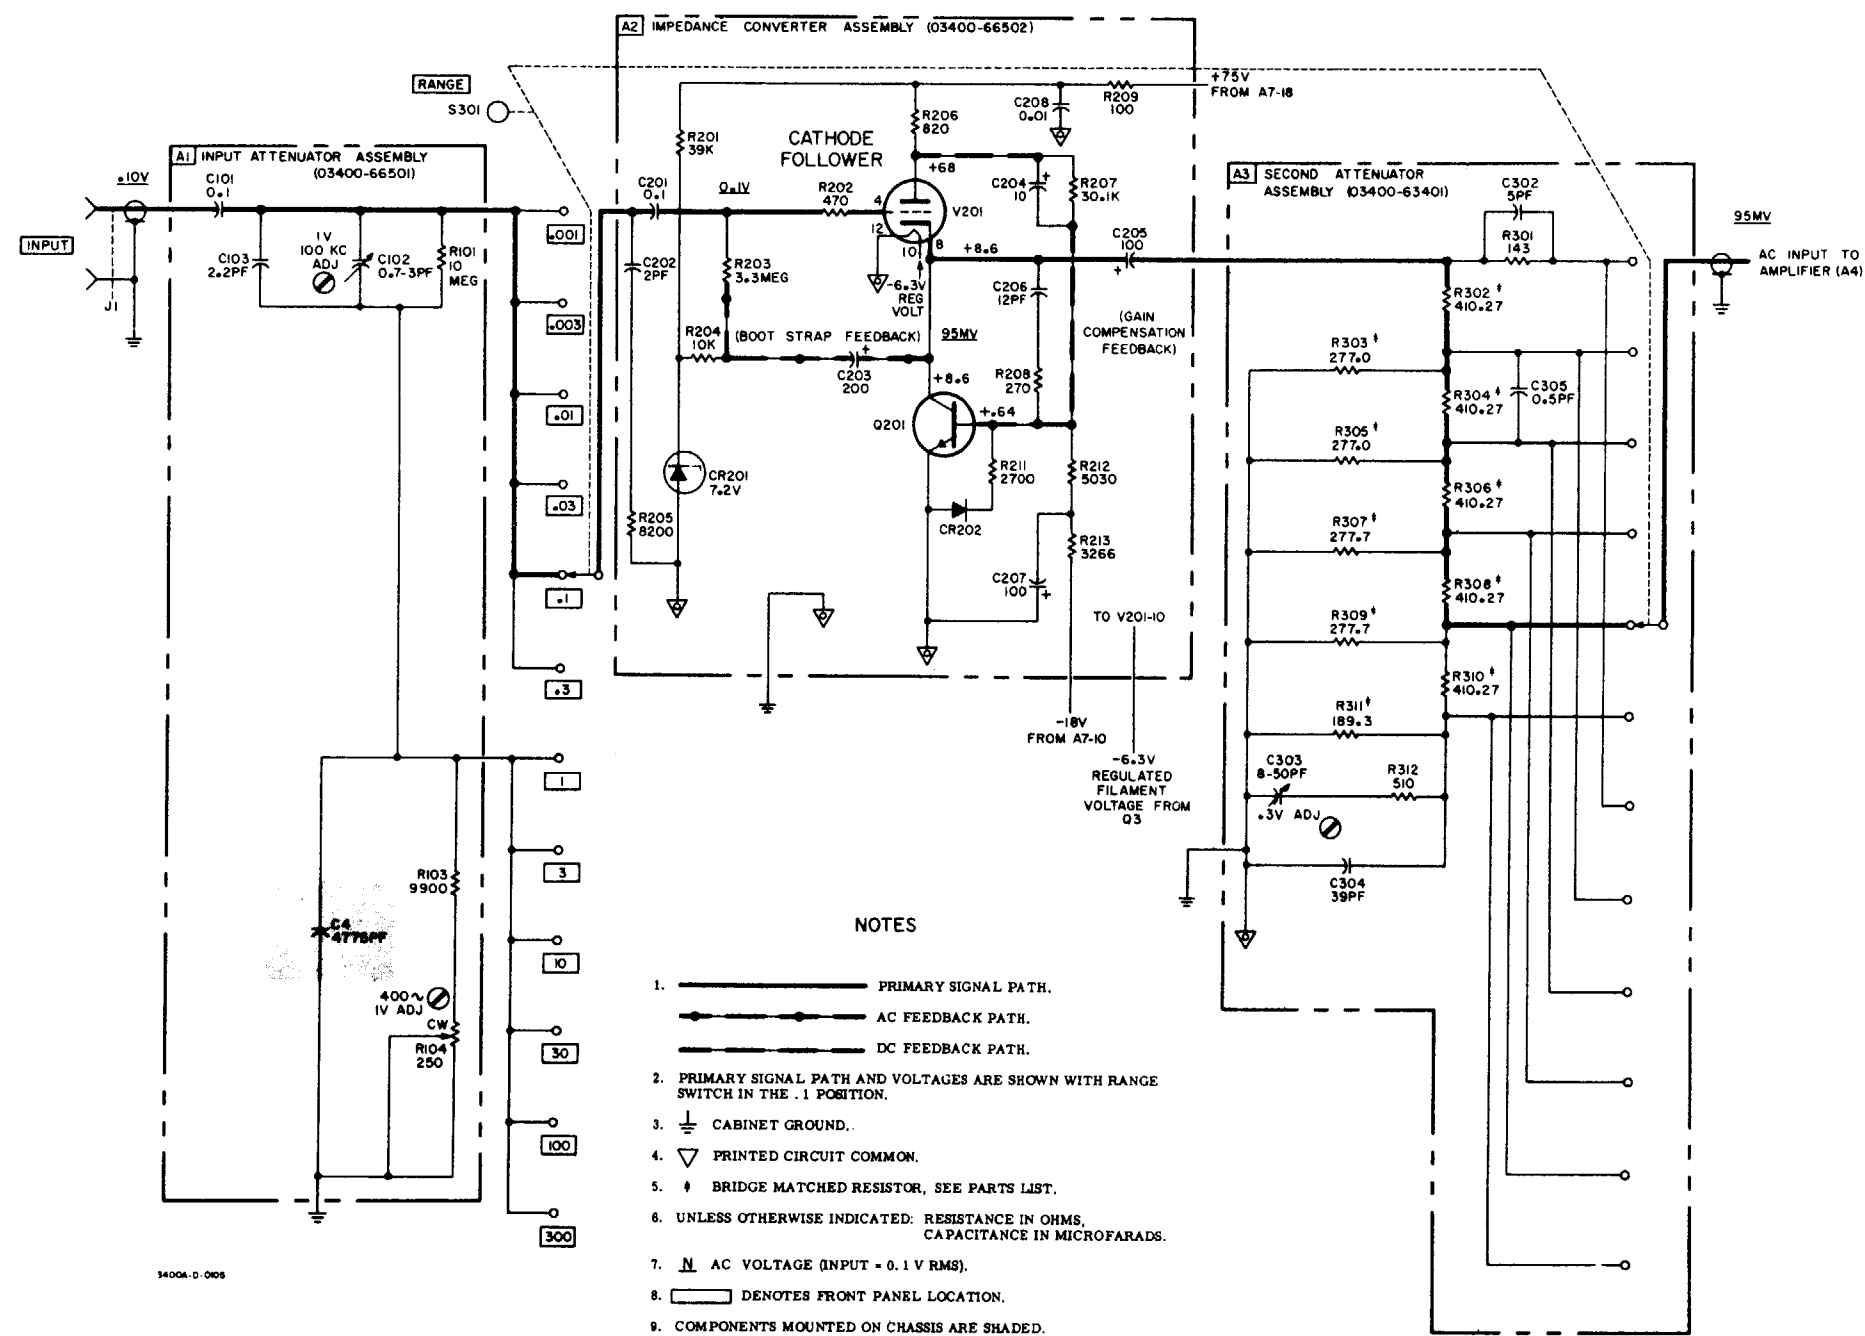 A2 IMPEDANCE CONVERTER ASSEMBLY (03400-66502)
RANGE
S301
+75V
FROM A7-18
R209
100
C208
0.01
R206
820
R201
39K
CATHODE
FOLLOWER
+68
C204
10
+
R207
30.1K
A1 INPUT ATTENUATOR ASSEMBLY
(03400-66501)
.10V
C101
0.1
INPUT
J1
C103
2.2PF
1V
100 KC
ADJ
C102
0.7-3PF
R101
10
MEG
.001
.003
.01
.03
.1
.3
1
3
10
30
100
300
C201
0.1
0.1V
R202
470
4
V201
12
10
8
+8.6
C205
100
+
C202
2PF
R203
3.3MEG
-6.3V
REG
VOLT
C206
12PF
(GAIN
COMPENSATION
FEEDBACK)
R204
10K
(BOOT STRAP FEEDBACK)
95MV
C203
200
+
+8.6
R208
270
Q201
+.64
CR201
7.2V
R211
2700
R212
5030
CR202
R205
8200
R213
3266
C207
100
+
TO V201-10
-18V
FROM A7-10
-6.3V
REGULATED
FILAMENT
VOLTAGE FROM
Q3
A3 SECOND ATTENUATOR
ASSEMBLY (03400-63401)
C302
5PF
R301
143
95MV
AC INPUT TO
AMPLIFIER (A4)
R302‡
410.27
R303‡
277.0
R304‡
410.27
C305
0.5PF
R305‡
277.0
R306‡
410.27
R307‡
277.7
R308‡
410.27
R309‡
277.7
R310‡
410.27
R311‡
189.3
C303
8-50PF
R312
510
.3V ADJ
C304
39PF
R103
9900
C4
4775PF
400~
1V ADJ
CW
R104
250
NOTES
1. PRIMARY SIGNAL PATH.
AC FEEDBACK PATH.
DC FEEDBACK PATH.
2. PRIMARY SIGNAL PATH AND VOLTAGES ARE SHOWN WITH RANGE
SWITCH IN THE .1 POSITION.
3. CABINET GROUND.
4. PRINTED CIRCUIT COMMON.
5. ‡ BRIDGE MATCHED RESISTOR, SEE PARTS LIST.
6. UNLESS OTHERWISE INDICATED: RESISTANCE IN OHMS,
CAPACITANCE IN MICROFARADS.
7. N AC VOLTAGE (INPUT = 0.1 V RMS).
8. DENOTES FRONT PANEL LOCATION.
9. COMPONENTS MOUNTED ON CHASSIS ARE SHADED.
3400A-D-0105